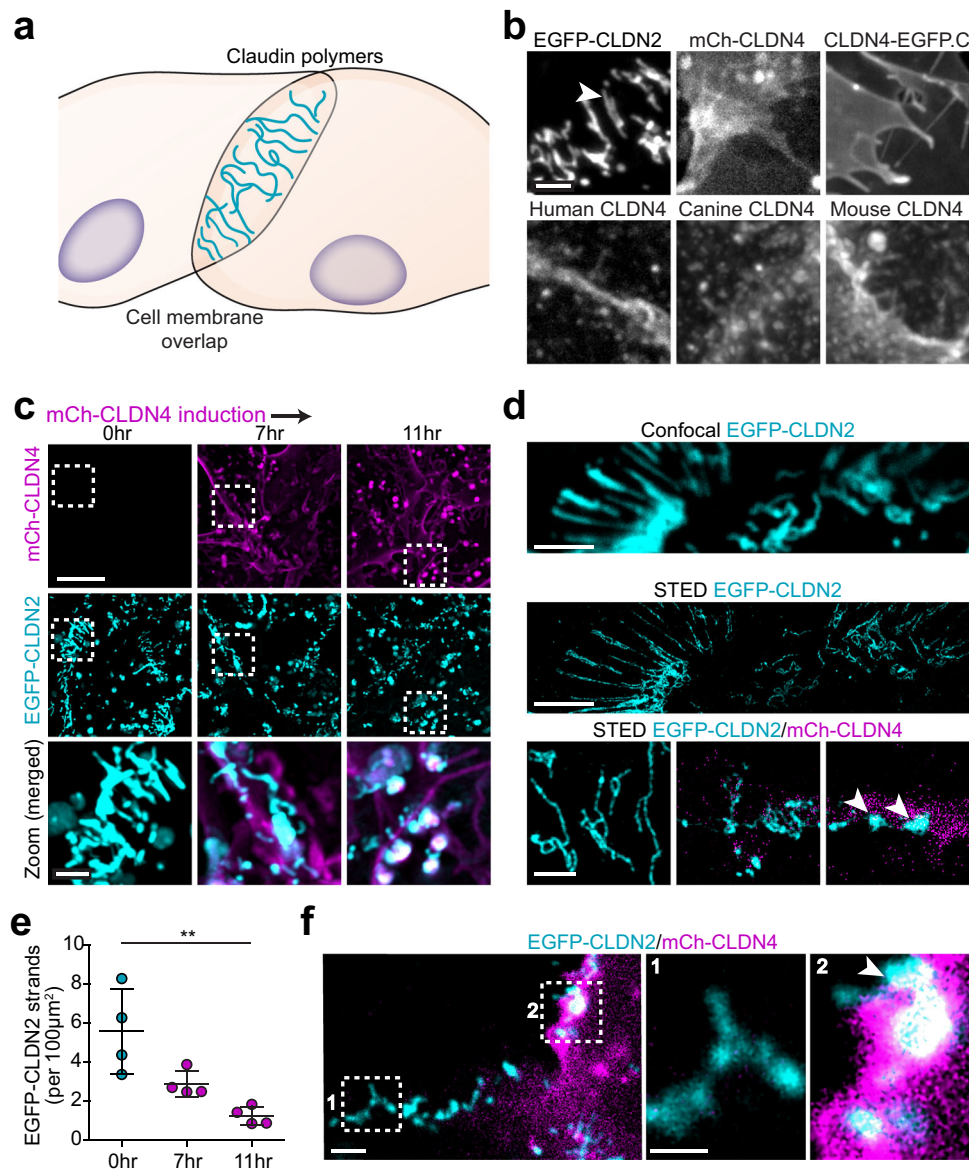 a
Claudin polymers
Cell membrane
overlap
b
EGFP-CLDN2 mCh-CLDN4 CLDN4-EGFP.C
Human CLDN4 Canine CLDN4 Mouse CLDN4
c
mCh-CLDN4 induction
0hr 7hr 11hr
mCh-CLDN4
EGFP-CLDN2
Zoom (merged)
d
Confocal EGFP-CLDN2
STED EGFP-CLDN2
STED EGFP-CLDN2/mCh-CLDN4
e
EGFP-CLDN2 strands
(per 100µm²)
10
8
6
4
2
0
**
0hr 7hr 11hr
f
EGFP-CLDN2/mCh-CLDN4
1
2
1
2